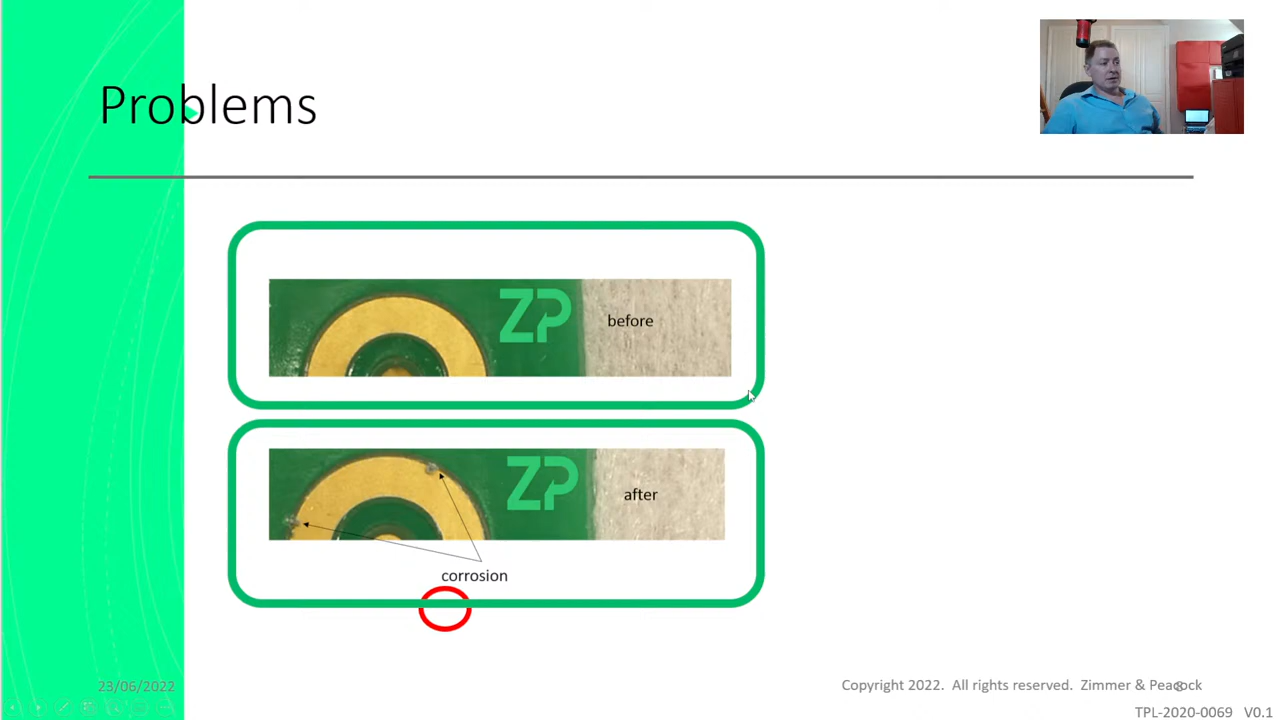 Problems
ZP
before
ZP
after
corrosion
23/06/2022
Copyright 2022. All rights reserved. Zimmer & Peacock
8
TPL-2020-0069 V0.1